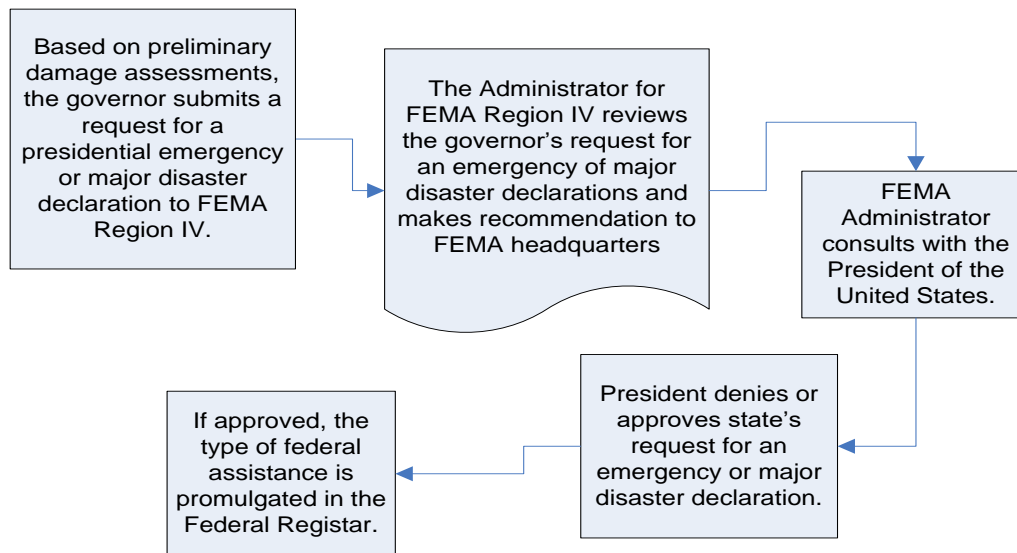 Based on preliminary
damage assessments,
the governor submits a
request for a
presidential emergency
or major disaster
declaration to FEMA
Region IV.
The Administrator for
FEMA Region IV reviews
the governor's request for
an emergency of major
disaster declarations and
makes recommendation to
FEMA headquarters
FEMA
Administrator
consults with the
President of the
United States.
President denies or
approves state's
request for an
emergency or major
disaster declaration.
If approved, the
type of federal
assistance is
promulgated in the
Federal Registar.